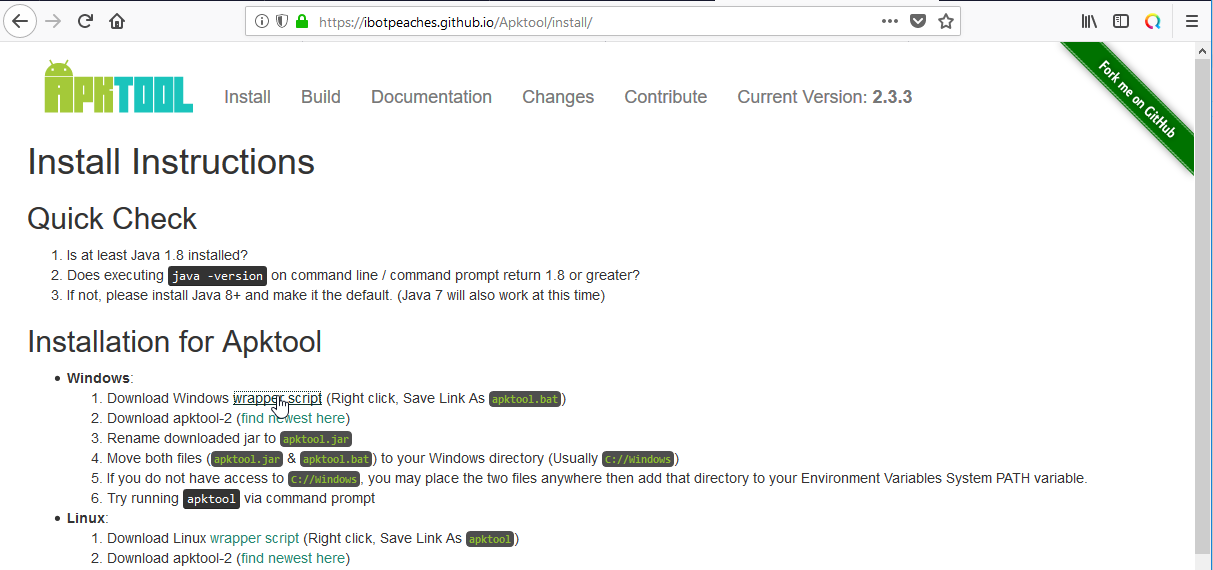 https://ibotpeaches.github.io/Apktool/install/
APKTOOL
Install Build Documentation Changes Contribute Current Version: 2.3.3
Fork me on GitHub
Install Instructions
Quick Check
1. Is at least Java 1.8 installed?
2. Does executing java -version on command line / command prompt return 1.8 or greater?
3. If not, please install Java 8+ and make it the default. (Java 7 will also work at this time)
Installation for Apktool
• Windows:
1. Download Windows wrapper script (Right click, Save Link As apktool.bat)
2. Download apktool-2 (find newest here)
3. Rename downloaded jar to apktool.jar
4. Move both files (apktool.jar & apktool.bat) to your Windows directory (Usually C://Windows)
5. If you do not have access to C://Windows, you may place the two files anywhere then add that directory to your Environment Variables System PATH variable.
6. Try running apktool via command prompt
• Linux:
1. Download Linux wrapper script (Right click, Save Link As apktool)
2. Download apktool-2 (find newest here)